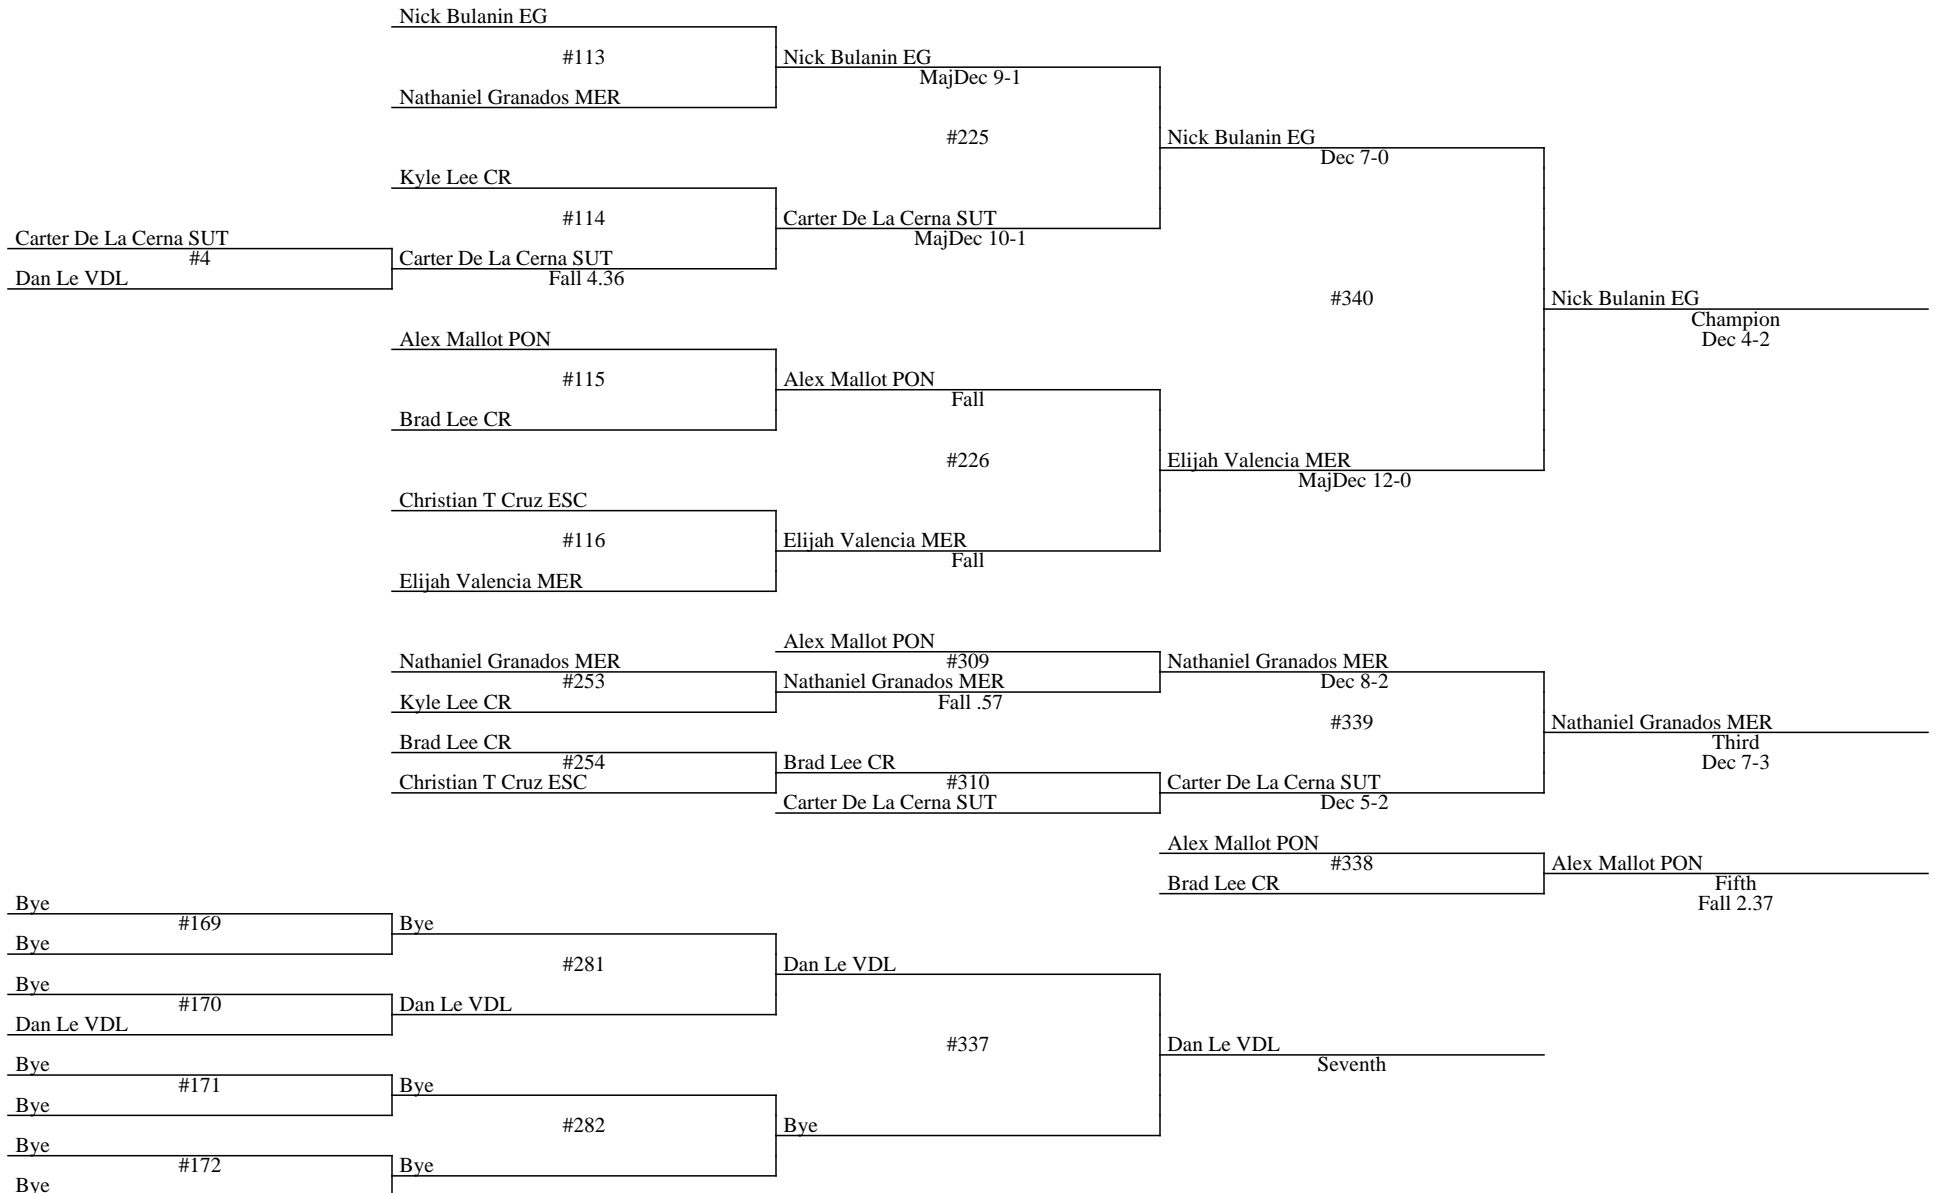 Nick Bulanin EG
#113
Nick Bulanin EG
MajDec 9-1
Nathaniel Granados MER
#225
Nick Bulanin EG
Dec 7-0
Kyle Lee CR
#114
Carter De La Cerna SUT
MajDec 10-1
Carter De La Cerna SUT
#4
Carter De La Cerna SUT
Fall 4.36
Dan Le VDL
#340
Nick Bulanin EG
Champion
Dec 4-2
Alex Mallot PON
#115
Alex Mallot PON
Fall
Brad Lee CR
#226
Elijah Valencia MER
MajDec 12-0
Christian T Cruz ESC
#116
Elijah Valencia MER
Fall
Elijah Valencia MER
Alex Mallot PON
Nathaniel Granados MER
#309
Nathaniel Granados MER
#253
Nathaniel Granados MER
Dec 8-2
Kyle Lee CR
Fall .57
#339
Nathaniel Granados MER
Third
Dec 7-3
Brad Lee CR
#254
Brad Lee CR
Christian T Cruz ESC
#310
Carter De La Cerna SUT
Carter De La Cerna SUT
Dec 5-2
Alex Mallot PON
#338
Alex Mallot PON
Brad Lee CR
Fifth
Fall 2.37
Bye
#169
Bye
Bye
#281
Dan Le VDL
Bye
#170
Dan Le VDL
Dan Le VDL
#337
Dan Le VDL
Seventh
Bye
#171
Bye
Bye
#282
Bye
Bye
#172
Bye
Bye